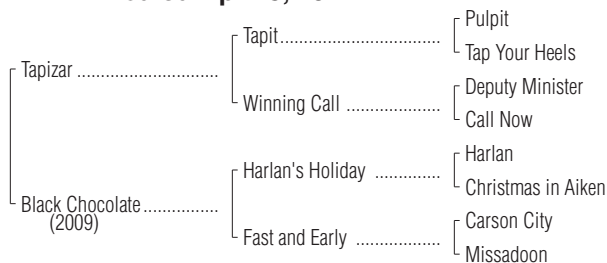 Pulpit
Tapit
Tap Your Heels
Tapizar
Deputy Minister
Winning Call
Call Now
Harlan
Harlan's Holiday
Christmas in Aiken
Black Chocolate
(2009)
Carson City
Fast and Early
Missadoon